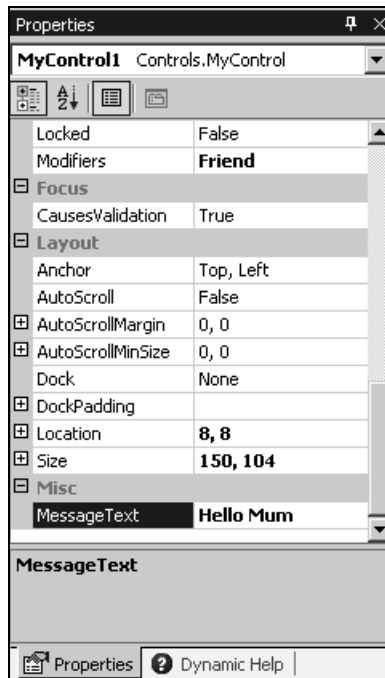 Properties
MyControl1 Controls.MyControl
Locked False
Modifiers Friend
Focus
CausesValidation True
Layout
Anchor Top, Left
AutoScroll False
AutoScrollMargin 0, 0
AutoScrollMinSize 0, 0
Dock None
DockPadding
Location 8, 8
Size 150, 104
Misc
MessageText Hello Mum
MessageText
Properties Dynamic Help